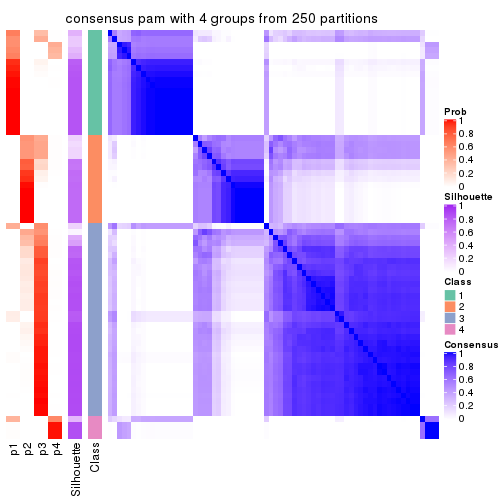 consensus pam with 4 groups from 250 partitions
Prob
1
0.8
0.6
0.4
0.2
0
Silhouette
1
0.8
0.6
0.4
0.2
0
Class
1
2
3
4
Consensus
1
0.8
0.6
0.4
0.2
0
p1
p2
p3
p4
Silhouette
Class